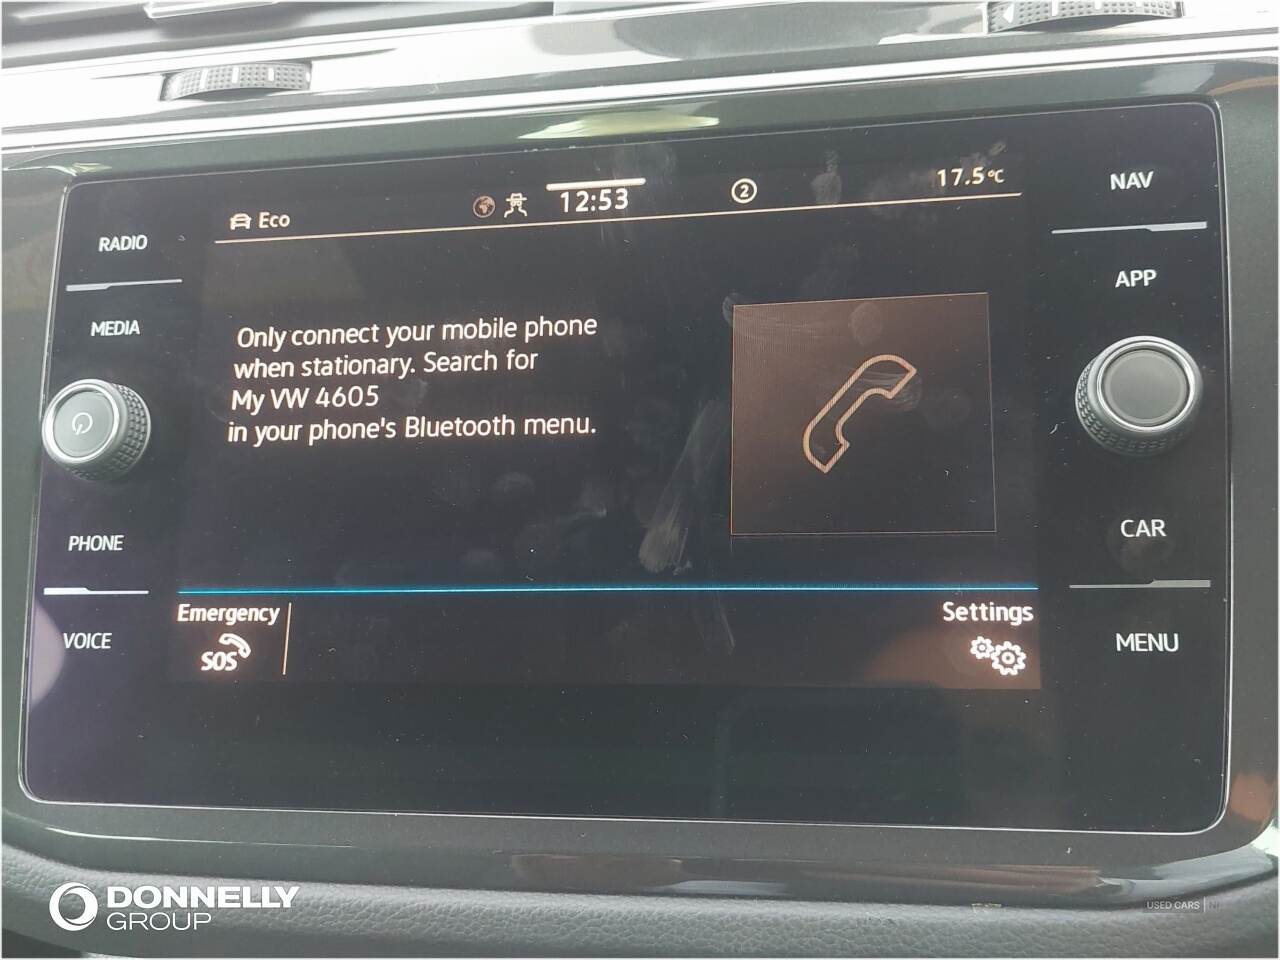 Eco
12:53
2
17.5°C
NAV
RADIO
APP
MEDIA
Only connect your mobile phone
when stationary. Search for
My VW 4605
in your phone's Bluetooth menu.
PHONE
CAR
VOICE
Emergency
SOS
Settings
MENU
DONNELLY
GROUP
USED CARS